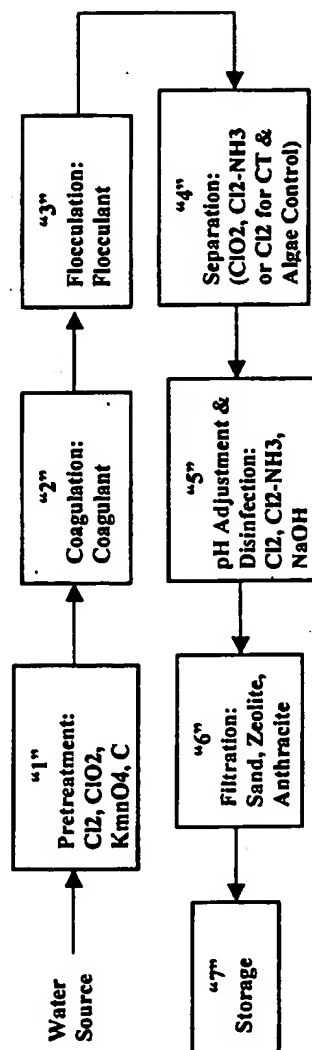 Water
Source
“1”
Pretreatment:
Cl2, ClO2,
KmnO4, C
“2”
Coagulation:
Coagulant
“3”
Flocculation:
Flocculant
“4”
Separation:
(ClO2, Cl2-NH3
or Cl2 for CT &
Algae Control)
“5”
pH Adjustment &
Disinfection:
Cl2, Cl2-NH3,
NaOH
“6”
Filtration:
Sand, Zeolite,
Anthracite
“7”
Storage